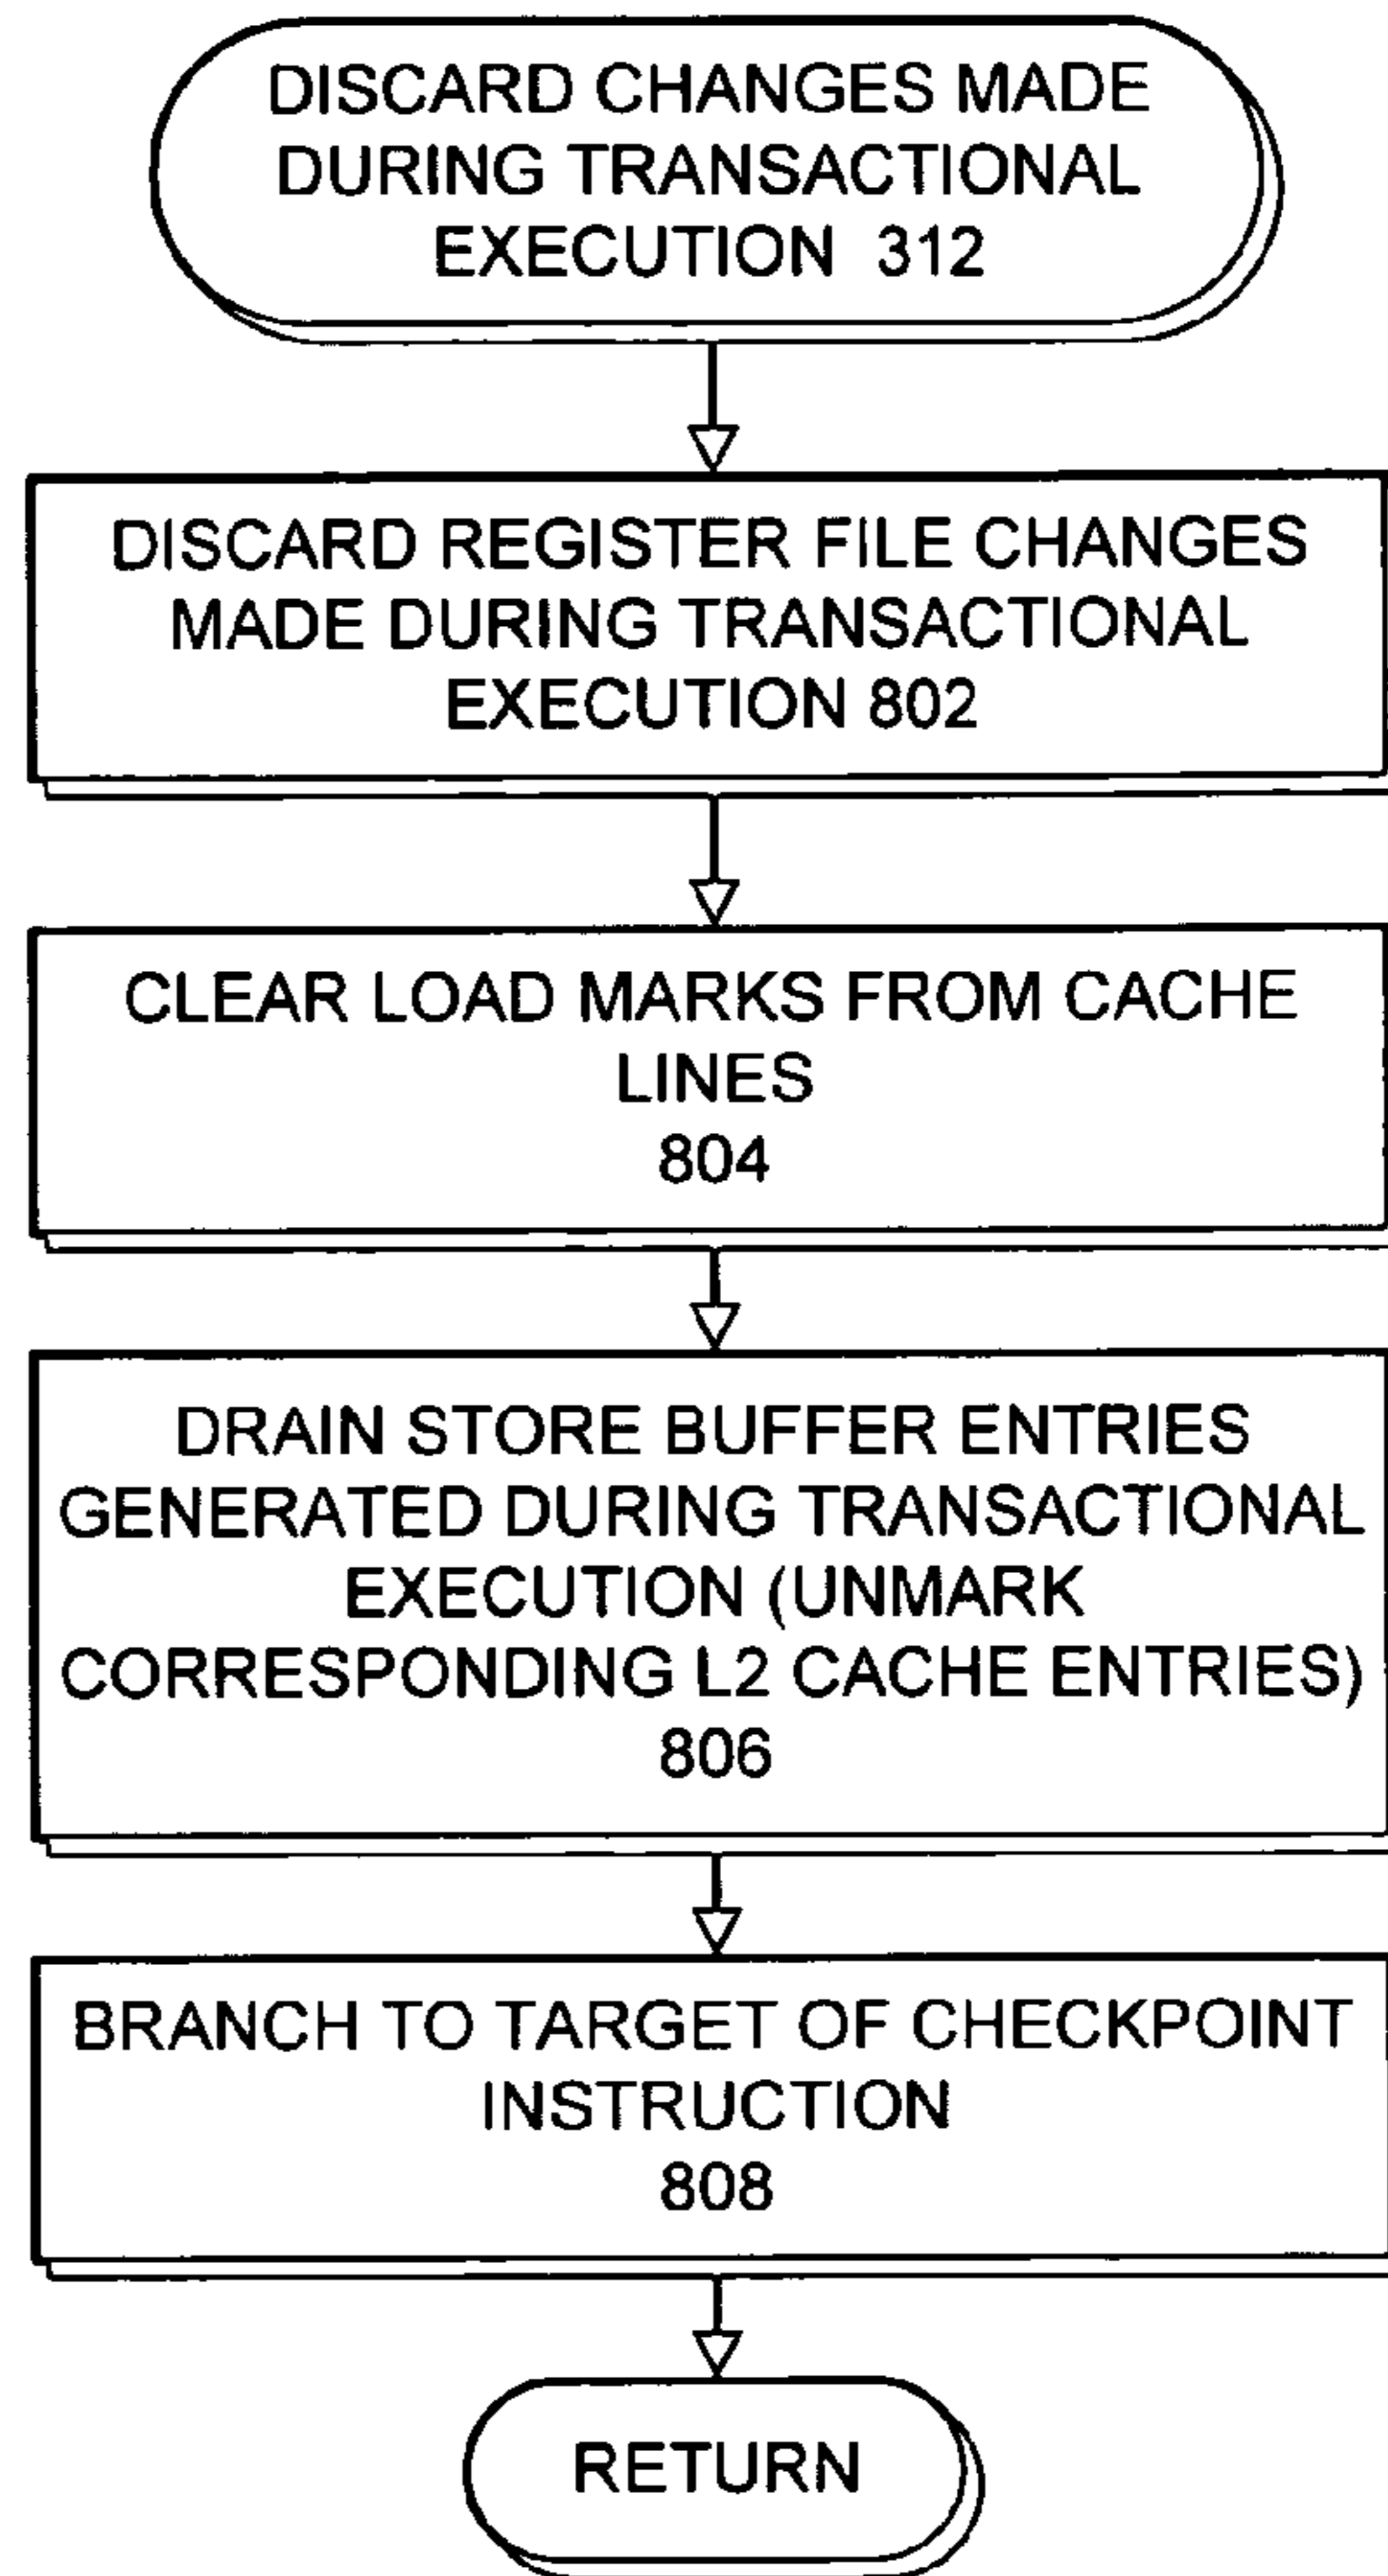 DISCARD CHANGES MADE
DURING TRANSACTIONAL
EXECUTION 312
DISCARD REGISTER FILE CHANGES
MADE DURING TRANSACTIONAL
EXECUTION 802
CLEAR LOAD MARKS FROM CACHE
LINES
804
DRAIN STORE BUFFER ENTRIES
GENERATED DURING TRANSACTIONAL
EXECUTION (UNMARK
CORRESPONDING L2 CACHE ENTRIES)
806
BRANCH TO TARGET OF CHECKPOINT
INSTRUCTION
808
RETURN